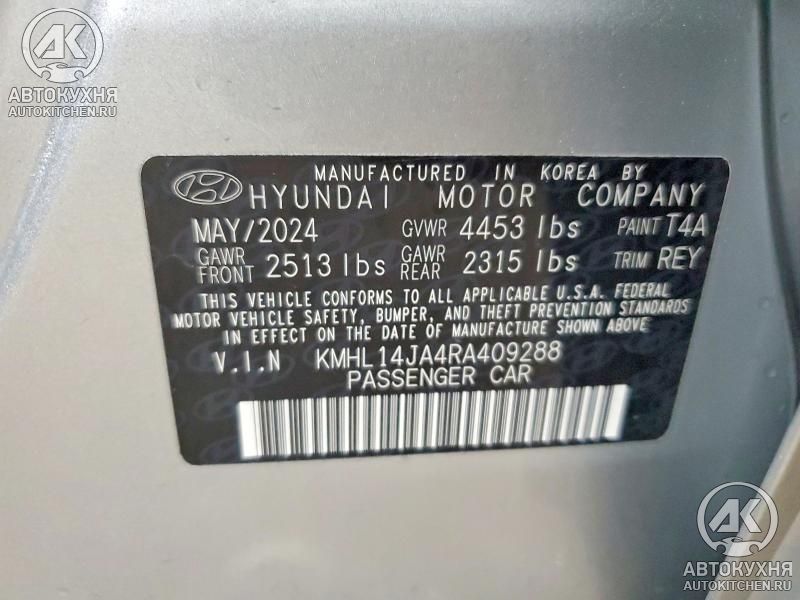 AK
АВТОКУХНЯ
AUTOKITCHEN.RU
MANUFACTURED IN KOREA BY
HYUNDAI MOTOR COMPANY
MAY/2024 GVWR 4453 lbs PAINT T4A
GAWR FRONT 2513 lbs GAWR REAR 2315 lbs TRIM REY
THIS VEHICLE CONFORMS TO ALL APPLICABLE U.S.A. FEDERAL
MOTOR VEHICLE SAFETY, BUMPER, AND THEFT PREVENTION STANDARDS
IN EFFECT ON THE DATE OF MANUFACTURE SHOWN ABOVE
V.I.N KMHL14JA4RA409288
PASSENGER CAR
AK
АВТОКУХНЯ
AUTOKITCHEN.RU